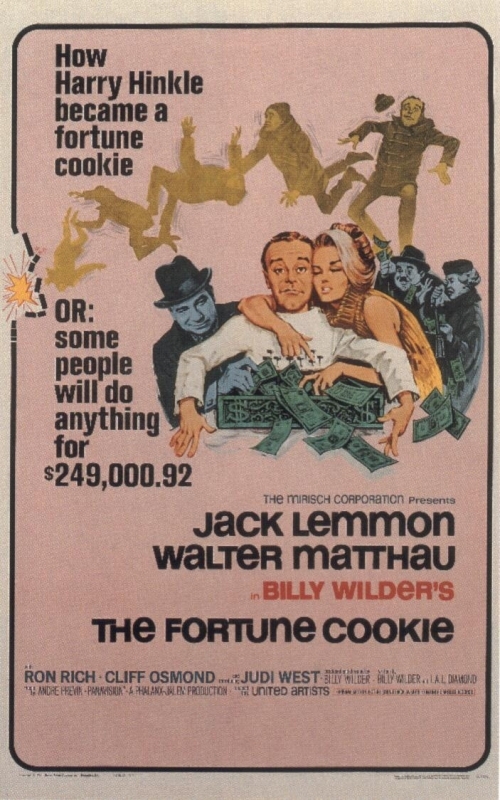 How
Harry Hinkle
became a
fortune
cookie
OR:
some
people
will do
anything
for
$249,000.92
THE MIRISCH CORPORATION Presents
JACK LEMMON
WALTER MATTHAU
in BILLY WILDER'S
THE FORTUNE COOKIE
RON RICH · CLIFF OSMOND JUDI WEST BILLY WILDER · BILLY WILDER and I.A.L. DIAMOND
ANDRE PREVIN · PANAVISION® · A PHALANX-JALEM PRODUCTION · UNITED ARTISTS